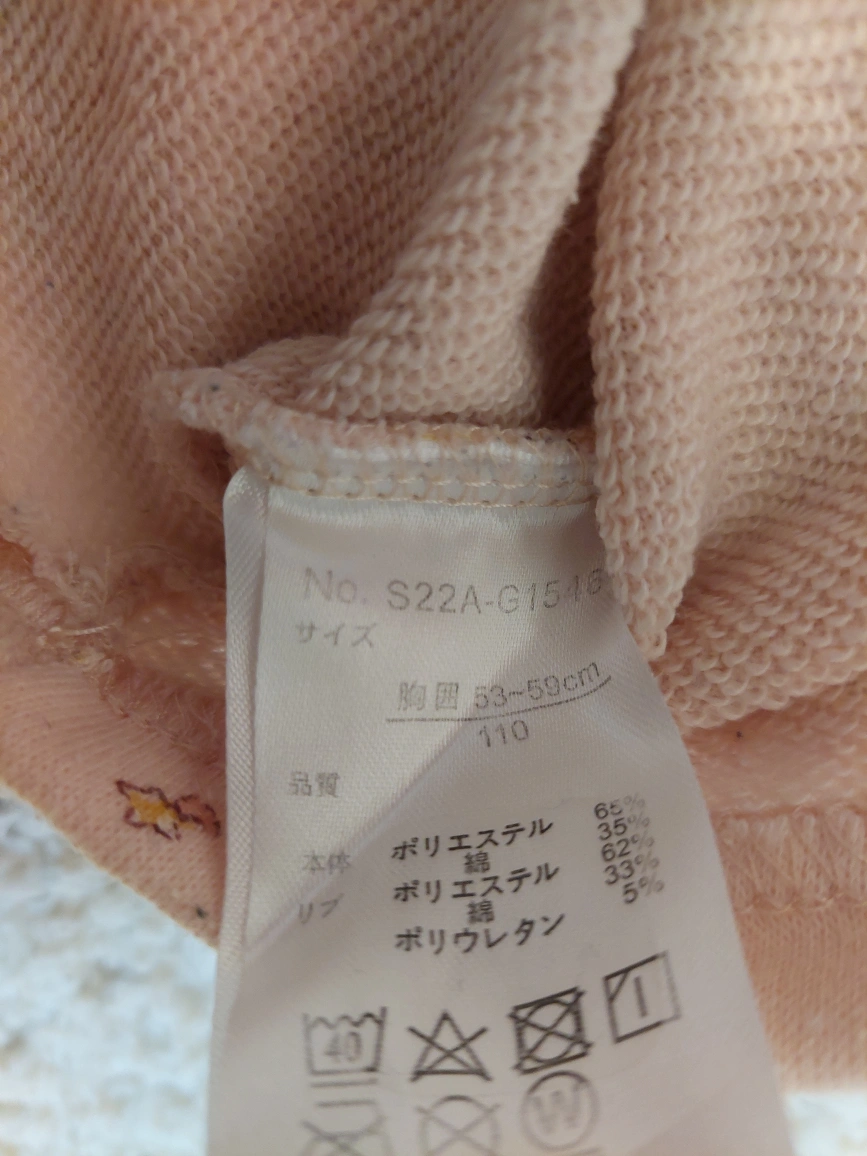 No. S22A-G1516
サイズ
胸囲 53~59cm
110
品質
本体 ポリエステル 65%
綿 35%
リブ ポリエステル 62%
綿 33%
ポリウレタン 5%
40
W